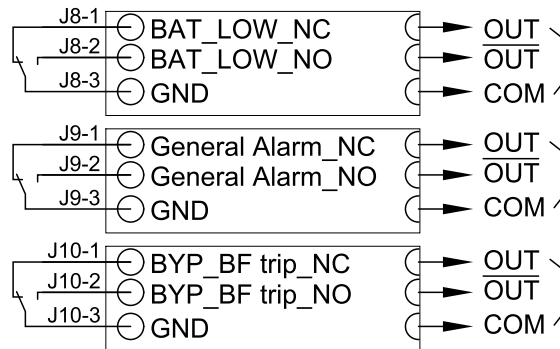 J8-1 BAT_LOW_NC OUT
J8-2 BAT_LOW_NO OUT
J8-3 GND COM
J9-1 General Alarm_NC OUT
J9-2 General Alarm_NO OUT
J9-3 GND COM
J10-1 BYP_BF trip_NC OUT
J10-2 BYP_BF trip_NO OUT
J10-3 GND COM